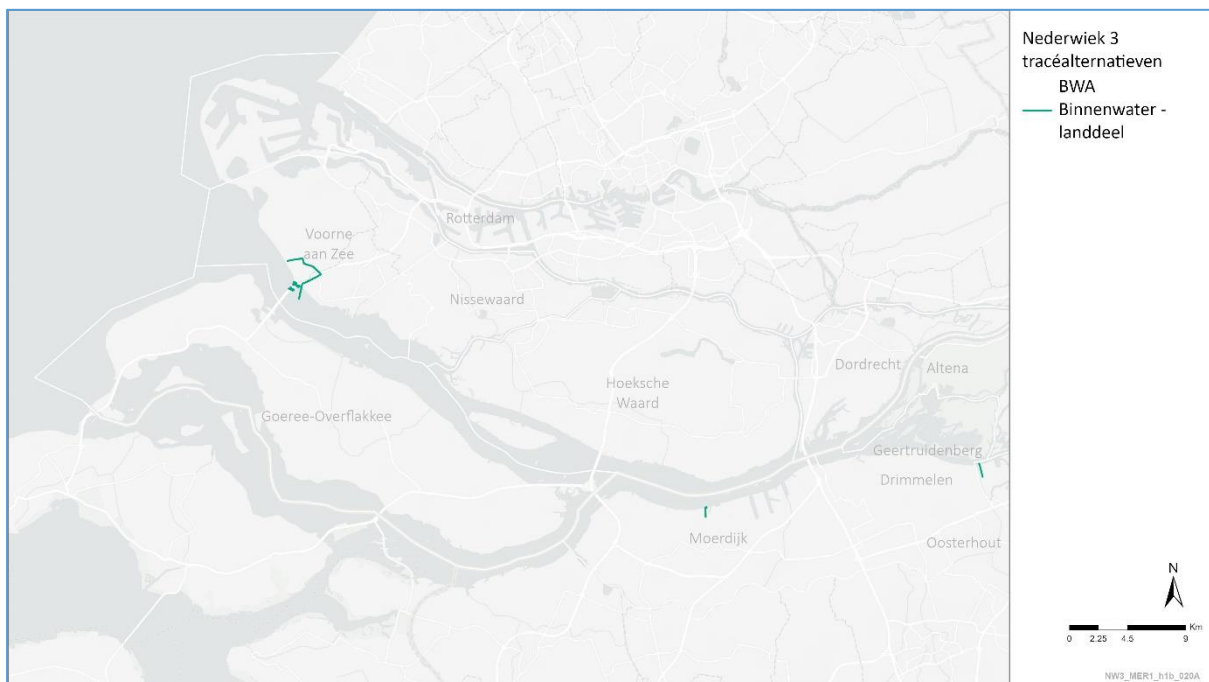 Nederwiek 3
tracéalternatieven
BWA
Binnenwater -
landdeel
Rotterdam
Voorne
aan Zee
Nissewaard
Dordrecht
Altena
Hoeksche
Waard
Goeree-Overflakkee
Geertruidenberg
Drimmelen
Moerdijk
Oosterhout
N
Km
0 2.25 4.5 9
NW3_MER1_h1b_020A